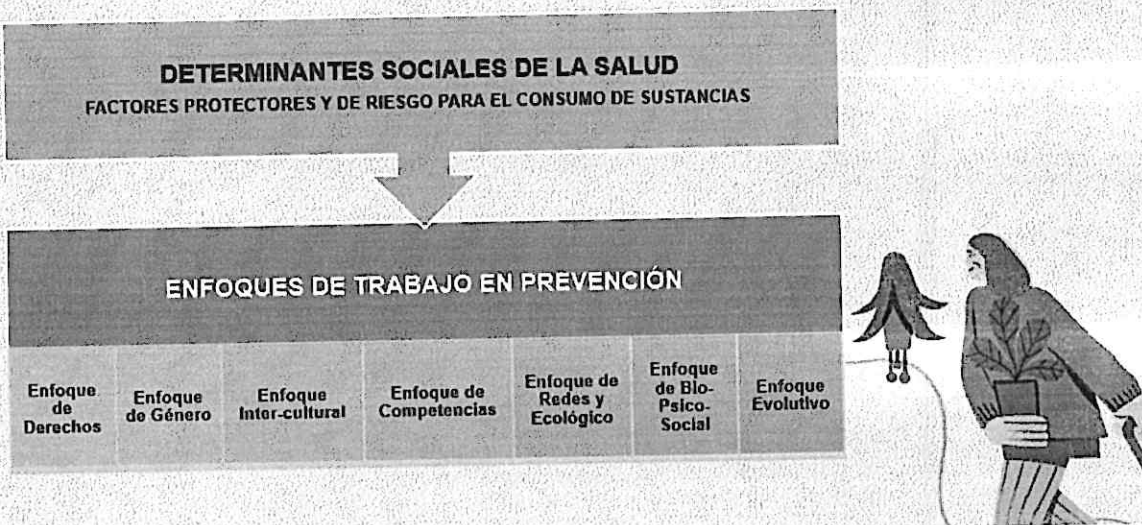 DETERMINANTES SOCIALES DE LA SALUD
FACTORES PROTECTORES Y DE RIESGO PARA EL CONSUMO DE SUSTANCIAS
ENFOQUES DE TRABAJO EN PREVENCIÓN
Enfoque
de
Derechos
Enfoque
de Género
Enfoque
Inter-cultural
Enfoque de
Competencias
Enfoque de
Redes y
Ecológico
Enfoque
de Bio-
Psico-
Social
Enfoque
Evolutivo